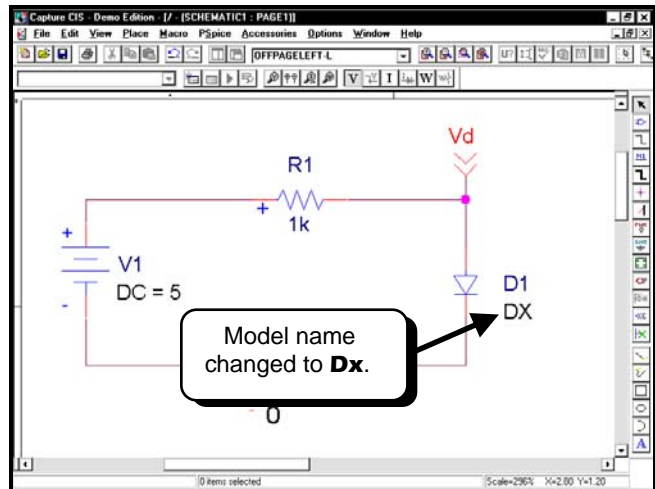 Capture CIS - Demo Edition - [/ - (SCHEMATIC1 : PAGE1)]
File Edit View Place Macro PSpice Accessories Options Window Help
OFFPAGELEFT-L
U?
V I W
Vd
R1
+
1k
+
V1
DC = 5
-
D1
DX
Model name
changed to Dx.
0
A
0 items selected Scale=296% X=2.00 Y=1.20